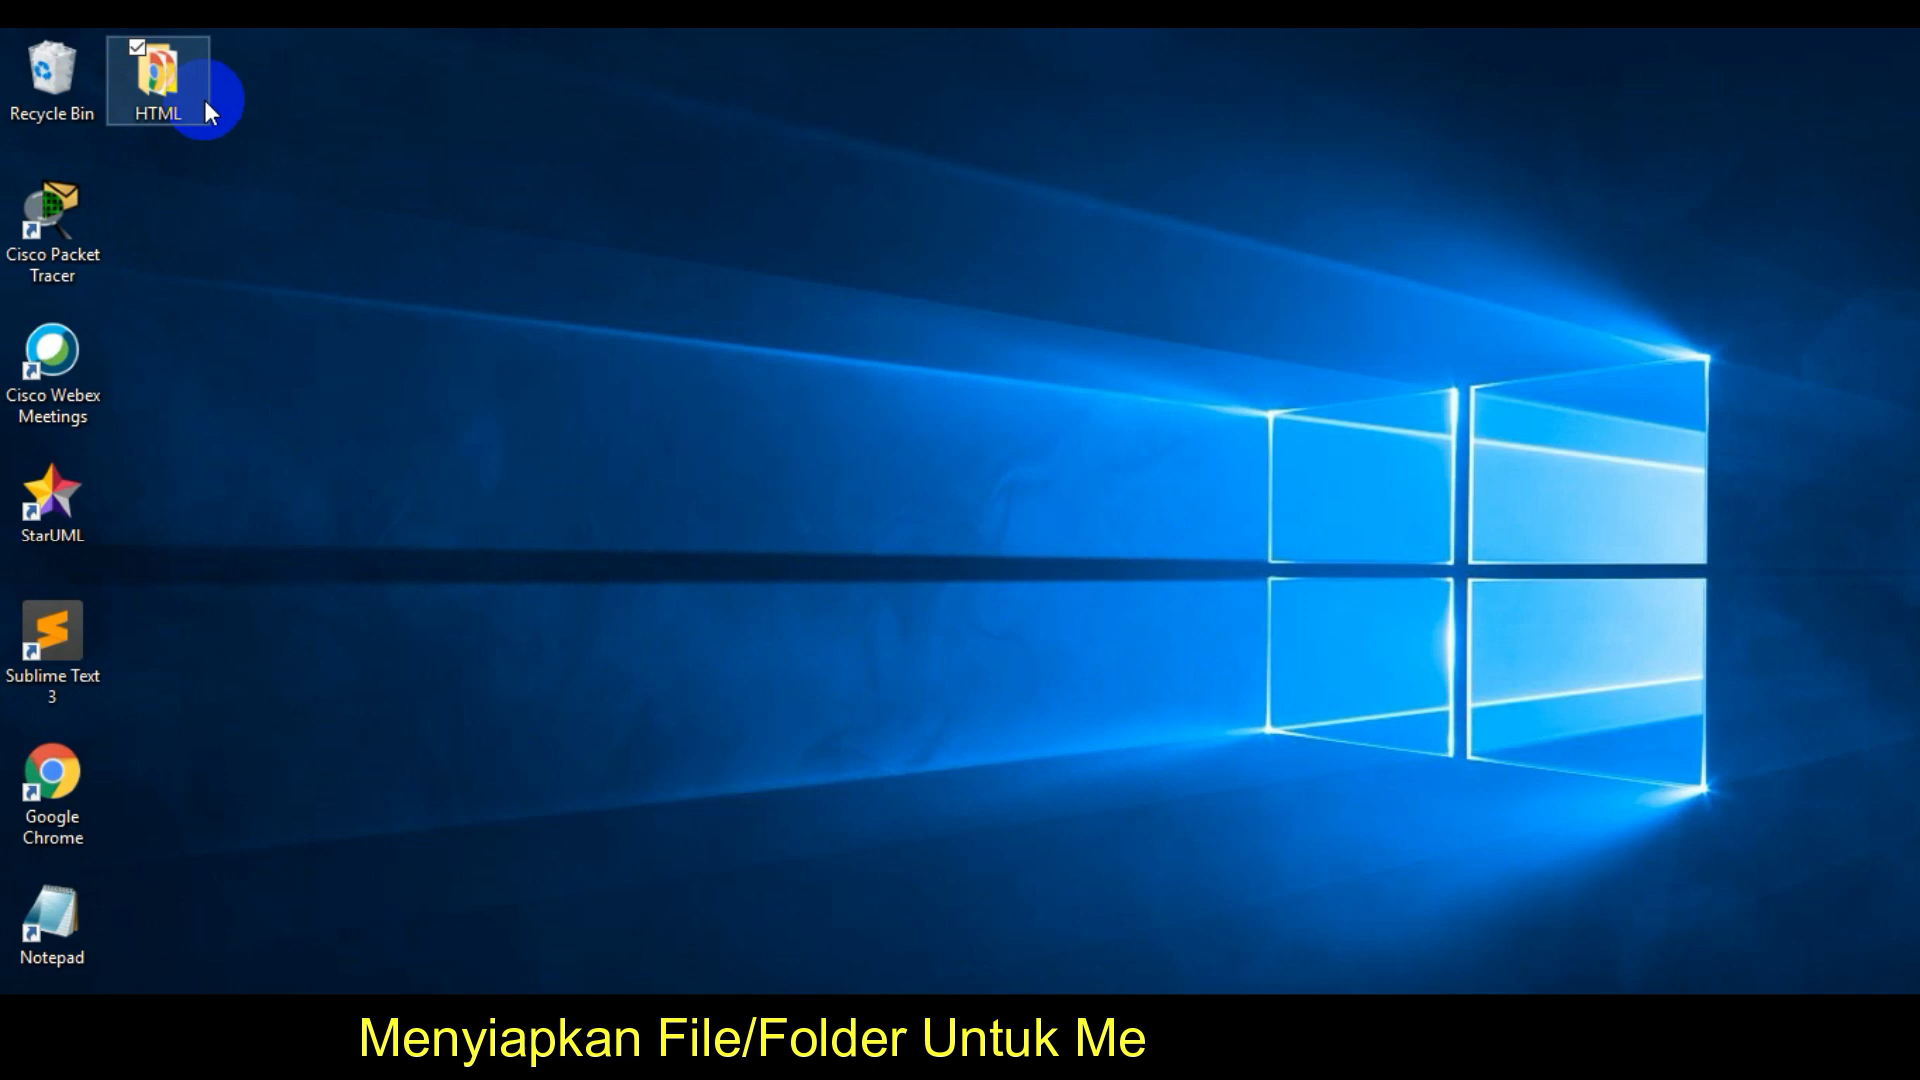 Recycle Bin
HTML
Cisco Packet
Tracer
Cisco Webex
Meetings
StarUML
Sublime Text
3
Google
Chrome
Notepad
Menyiapkan File/Folder Untuk Me